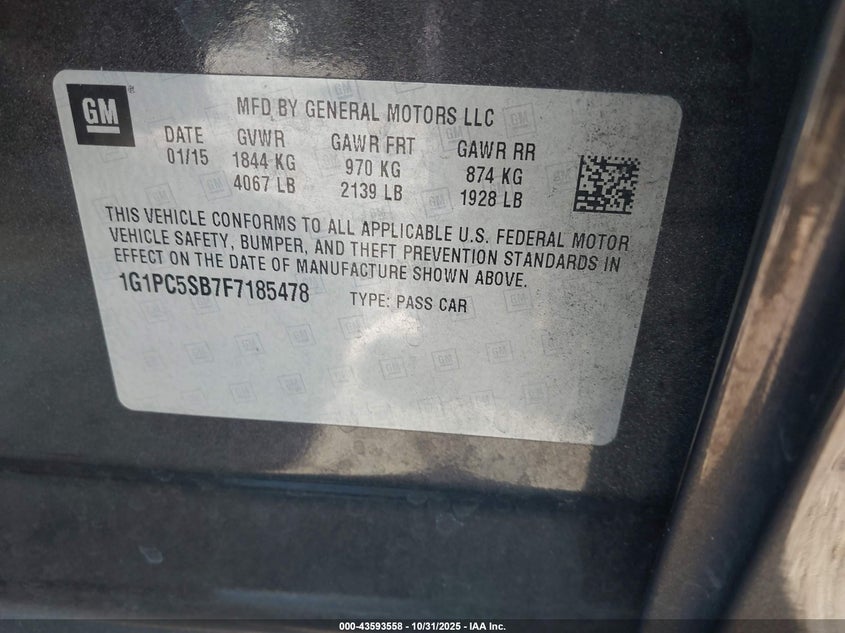 GM
MFD BY GENERAL MOTORS LLC
DATE GVWR GAWR FRT GAWR RR
01/15 1844 KG 970 KG 874 KG
4067 LB 2139 LB 1928 LB
THIS VEHICLE CONFORMS TO ALL APPLICABLE U.S. FEDERAL MOTOR
VEHICLE SAFETY, BUMPER, AND THEFT PREVENTION STANDARDS IN
EFFECT ON THE DATE OF MANUFACTURE SHOWN ABOVE.
1G1PC5SB7F7185478 TYPE: PASS CAR
000-43593558 - 10/31/2025 - IAA Inc.